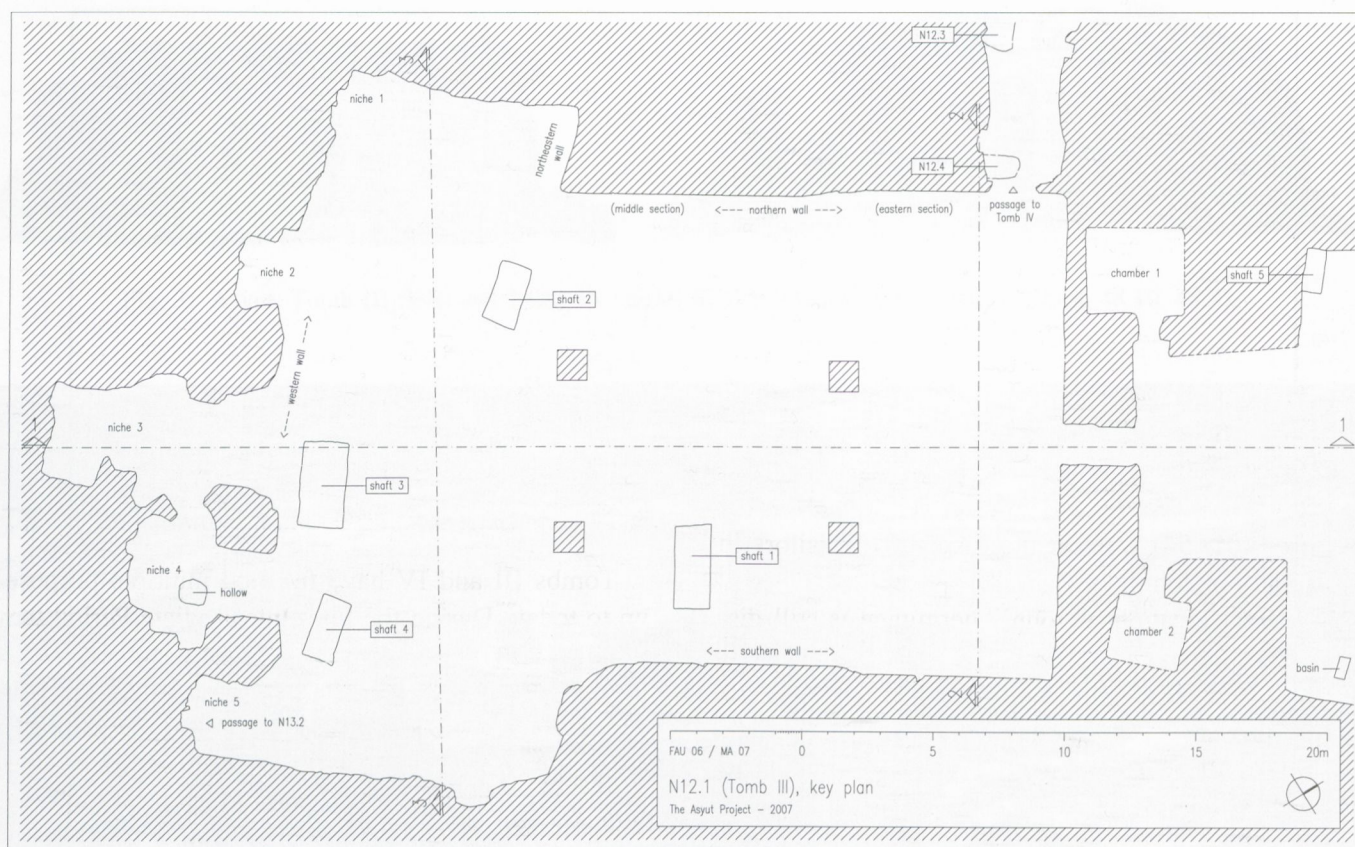 N12.3
3
niche 1
2
northeastern
wall
N12.4
(middle section)
<--- northern wall --->
(eastern section)
passage to
Tomb IV
niche 2
chamber 1
shaft 5
shaft 2
<--- western wall --->
niche 3
1
1
shaft 3
shaft 1
niche 4
hollow
shaft 4
chamber 2
<--- southern wall --->
basin
niche 5
2
passage to N13.2
FAU 06 / MA 07
0
5
10
15
20m
N12.1 (Tomb III), key plan
3
The Asyut Project – 2007